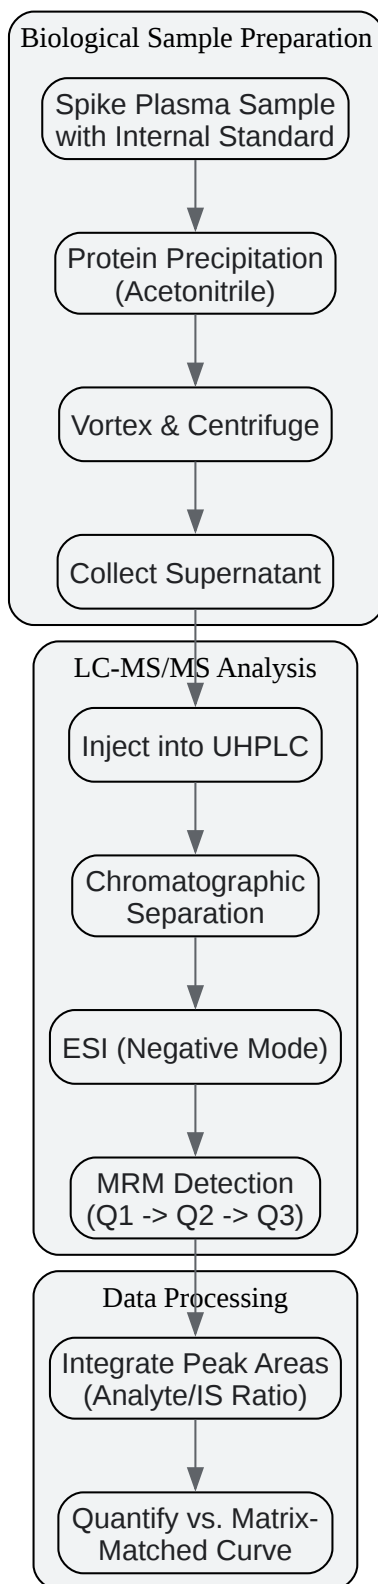 Biological Sample Preparation
Spike Plasma Sample
with Internal Standard
Protein Precipitation
(Acetonitrile)
Vortex & Centrifuge
Collect Supernatant
LC-MS/MS Analysis
Inject into UHPLC
Chromatographic
Separation
ESI (Negative Mode)
MRM Detection
(Q1 -> Q2 -> Q3)
Data Processing
Integrate Peak Areas
(Analyte/IS Ratio)
Quantify vs. Matrix-
Matched Curve